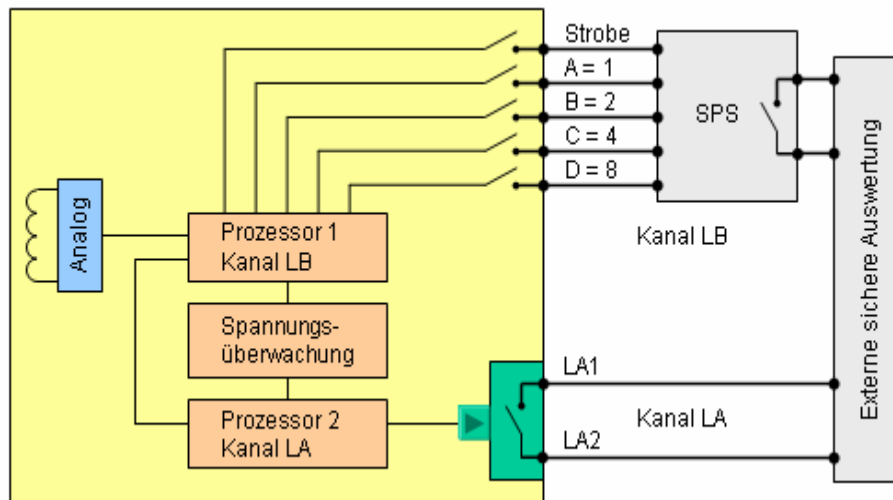 Strobe
A = 1
B = 2
C = 4
D = 8
SPS
Externe sichere Auswertung
Analog
Prozessor 1
Kanal LB
Kanal LB
Spannungs-
überwachung
Prozessor 2
Kanal LA
LA1
Kanal LA
LA2